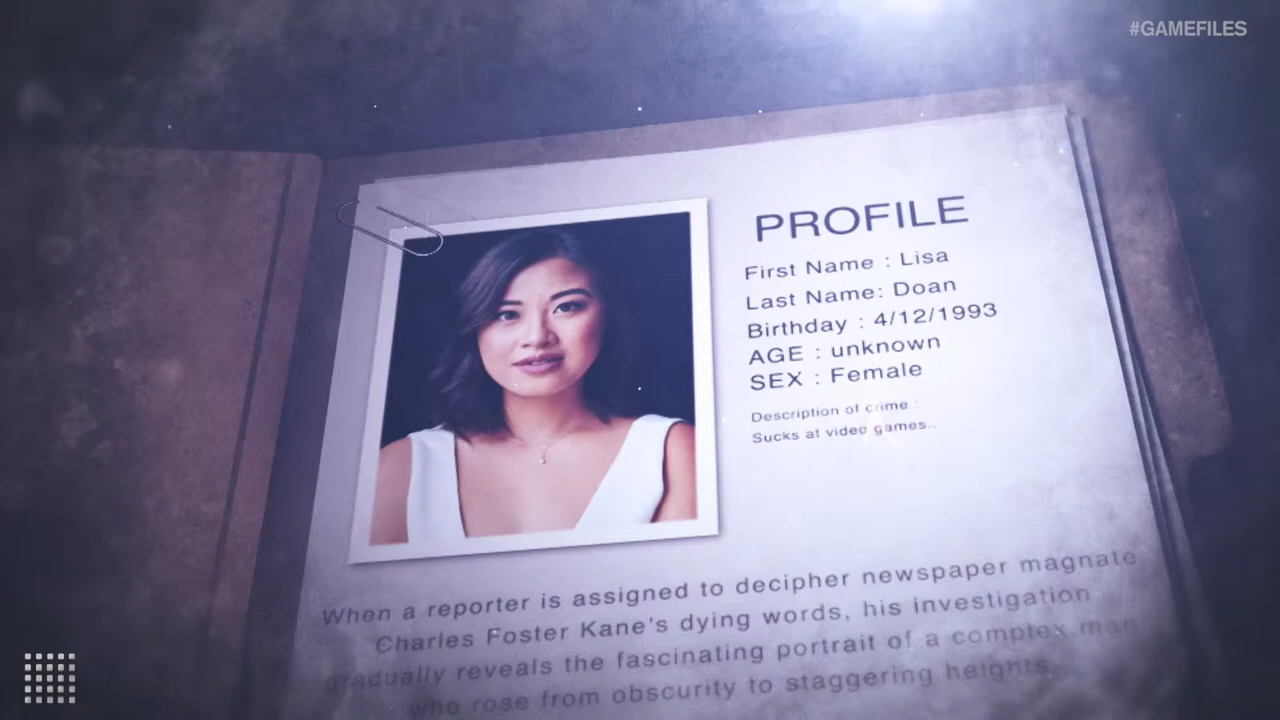 #GAMEFILES
PROFILE
First Name : Lisa
Last Name: Doan
Birthday : 4/12/1993
AGE : unknown
SEX : Female
Description of crime :
Sucks at video games..
When a reporter is assigned to decipher newspaper magnate
Charles Foster Kane's dying words, his investigation
gradually reveals the fascinating portrait of a complex man
who rose from obscurity to staggering heights.